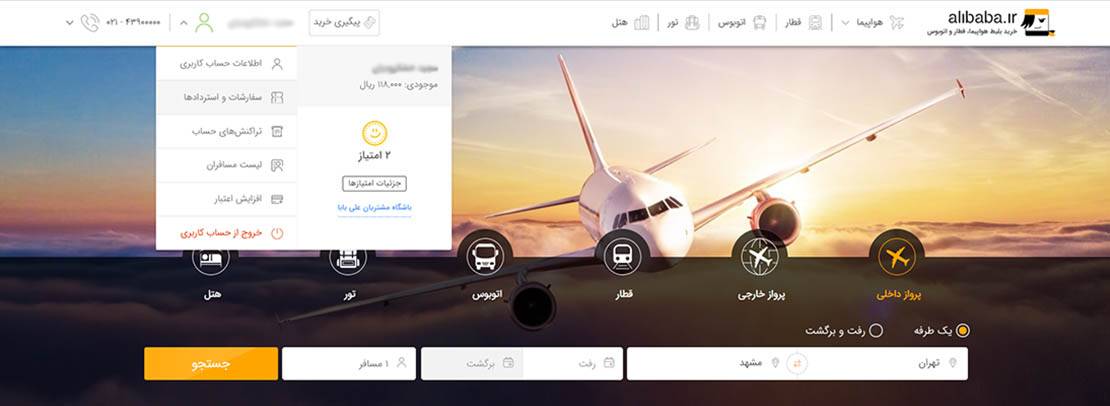 alibaba.ir
خرید بلیط هواپیما، قطار و اتوبوس
هواپیما
قطار
اتوبوس
تور
هتل
پیگیری خرید
۰۲۱ - ۴۳۹۰۰۰۰۰
موجودی: ۱۱۸,۰۰۰ ریال
۲ امتیاز
جزئیات امتیازها
باشگاه مشتریان علی بابا
اطلاعات حساب کاربری
سفارشات و استردادها
تراکنش‌های حساب
لیست مسافران
افزایش اعتبار
خروج از حساب کاربری
پرواز داخلی
پرواز خارجی
قطار
اتوبوس
تور
هتل
یک طرفه
رفت و برگشت
تهران
مشهد
رفت
برگشت
۱ مسافر
جستجو